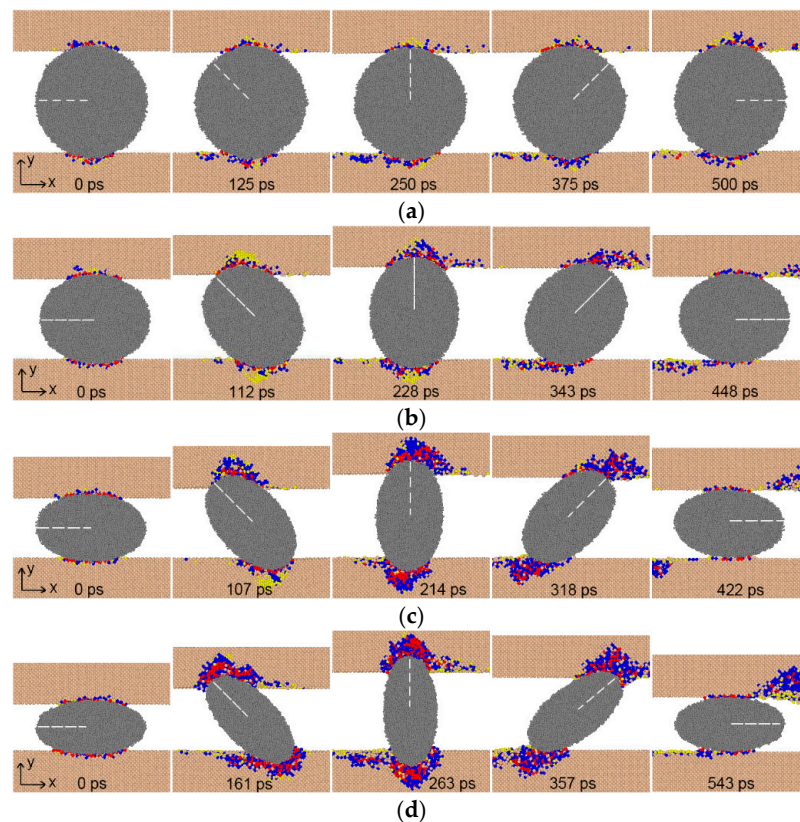 y
x
0 ps
125 ps
250 ps
375 ps
500 ps
(a)
y
x
0 ps
112 ps
228 ps
343 ps
448 ps
(b)
y
x
0 ps
107 ps
214 ps
318 ps
422 ps
(c)
y
x
0 ps
161 ps
263 ps
357 ps
543 ps
(d)